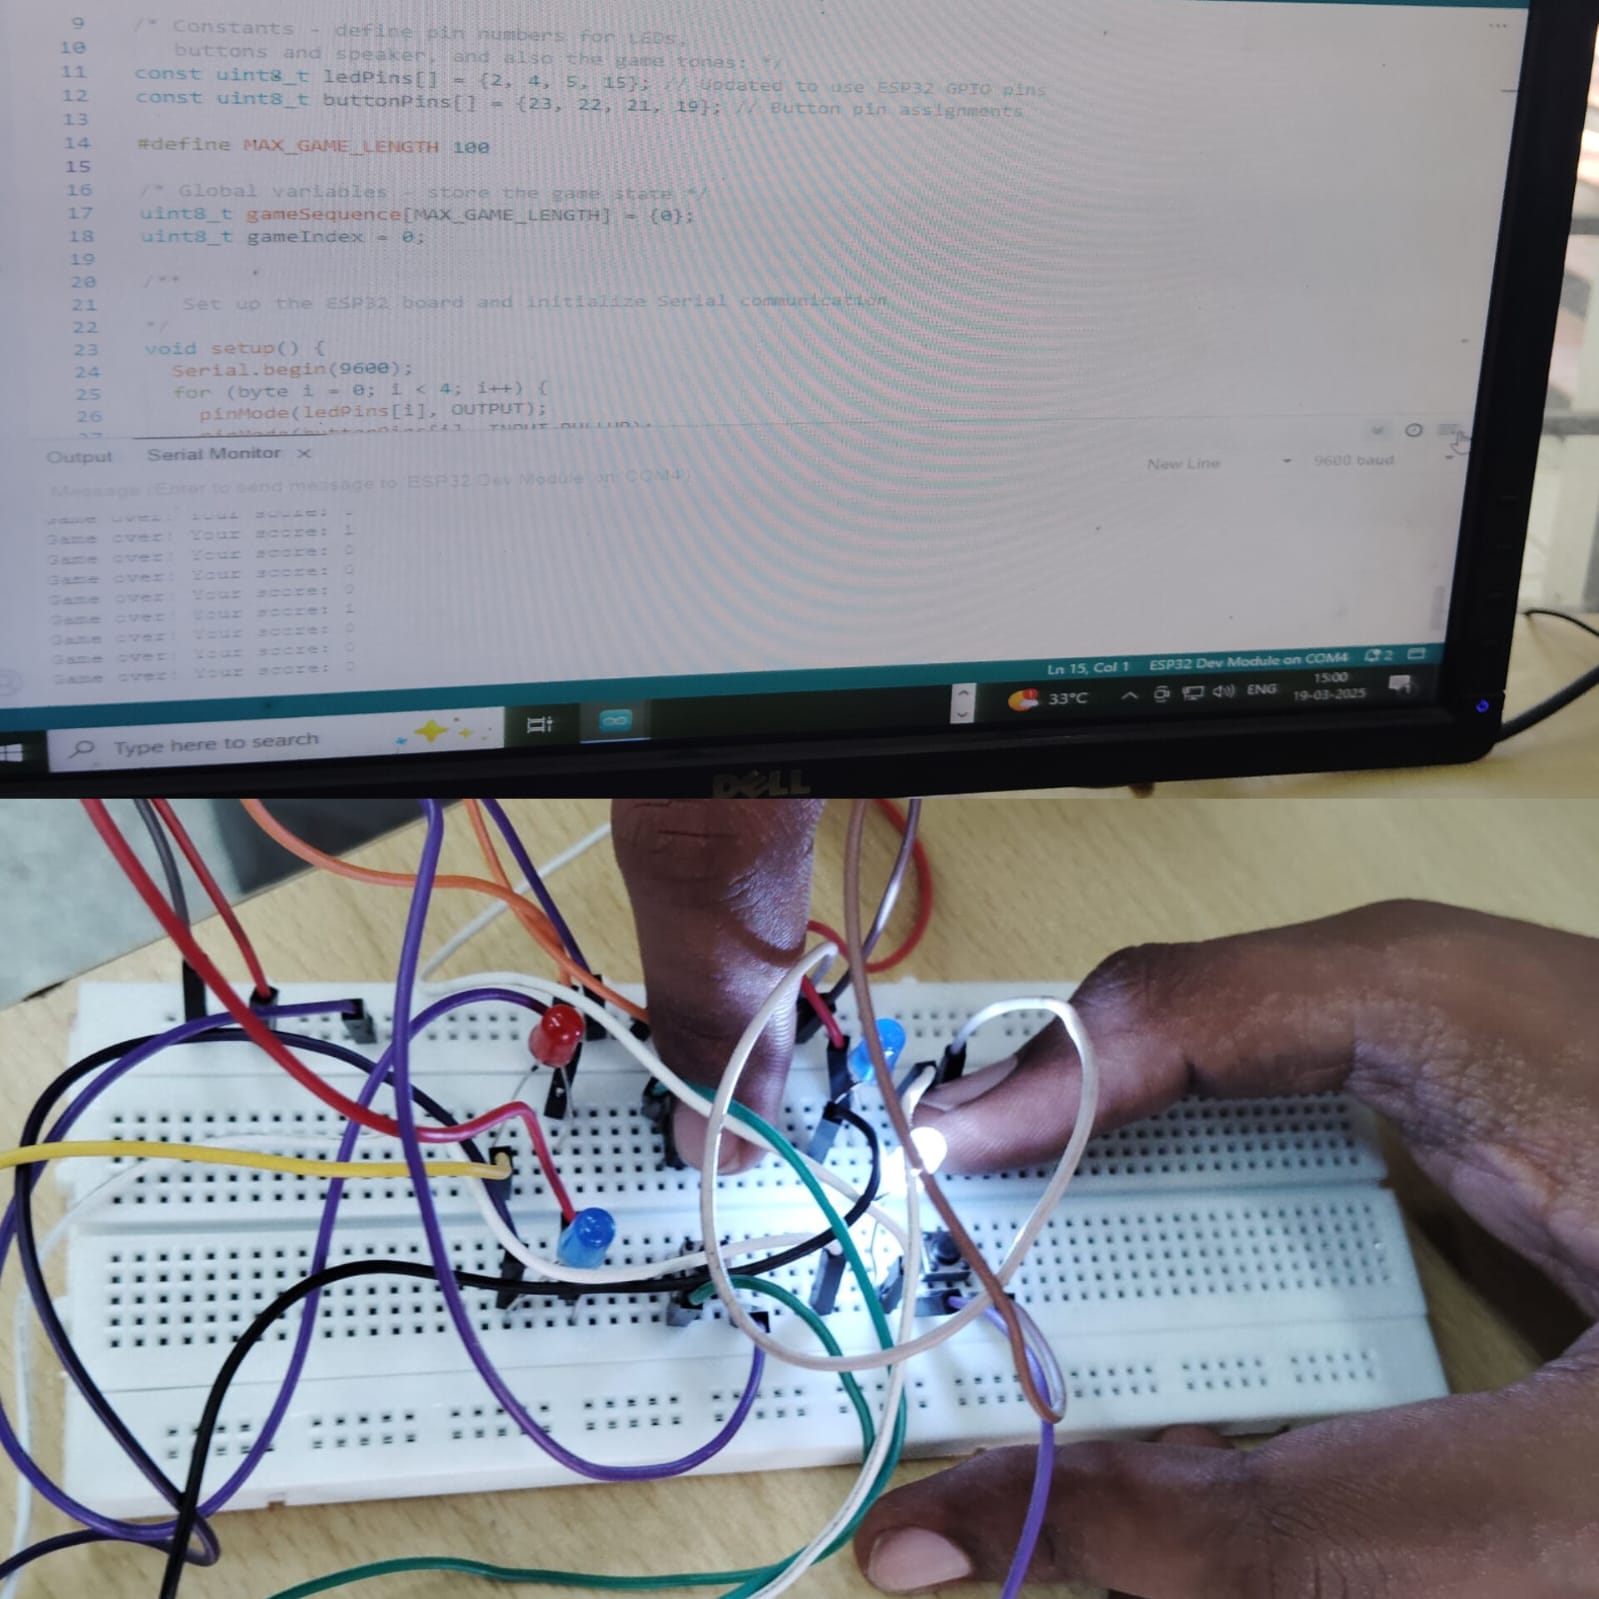 9 /* Constants - define pin numbers for LEDs,
10 buttons and speaker, and also the game tones: */
11 const uint8_t ledPins[] = {2, 4, 5, 15}; // Updated to use ESP32 GPIO pins
12 const uint8_t buttonPins[] = {23, 22, 21, 19}; // Button pin assignments
13
14 #define MAX_GAME_LENGTH 100
15
16 /* Global variables - store the game state */
17 uint8_t gameSequence[MAX_GAME_LENGTH] = {0};
18 uint8_t gameIndex = 0;
19
20 /**
21 Set up the ESP32 board and initialize Serial communication
22 */
23 void setup() {
24 Serial.begin(9600);
25 for (byte i = 0; i < 4; i++) {
26 pinMode(ledPins[i], OUTPUT);
27 pinMode(buttonPins[i], INPUT_PULLUP);
Output Serial Monitor ×
Message (Enter to send message to 'ESP32 Dev Module' on 'COM4')
New Line 9600 baud
Game over! Your score:
Game over! Your score: 1
Game over! Your score: 0
Game over! Your score: 0
Game over! Your score: 0
Game over! Your score: 1
Game over! Your score: 0
Game over! Your score: 0
Game over! Your score: 0
Ln 15, Col 1 ESP32 Dev Module on COM4 2
Type here to search
33°C ENG 15:00
19-03-2025
DELL